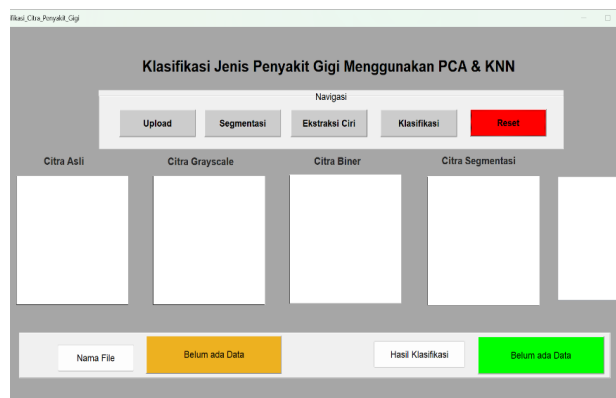 fikasi_Citra_Penyakit_Gigi
Klasifikasi Jenis Penyakit Gigi Menggunakan PCA & KNN
Navigasi
Upload Segmentasi Ekstraksi Ciri Klasifikasi Reset
Citra Asli Citra Grayscale Citra Biner Citra Segmentasi
Nama File Belum ada Data Hasil Klasifikasi Belum ada Data